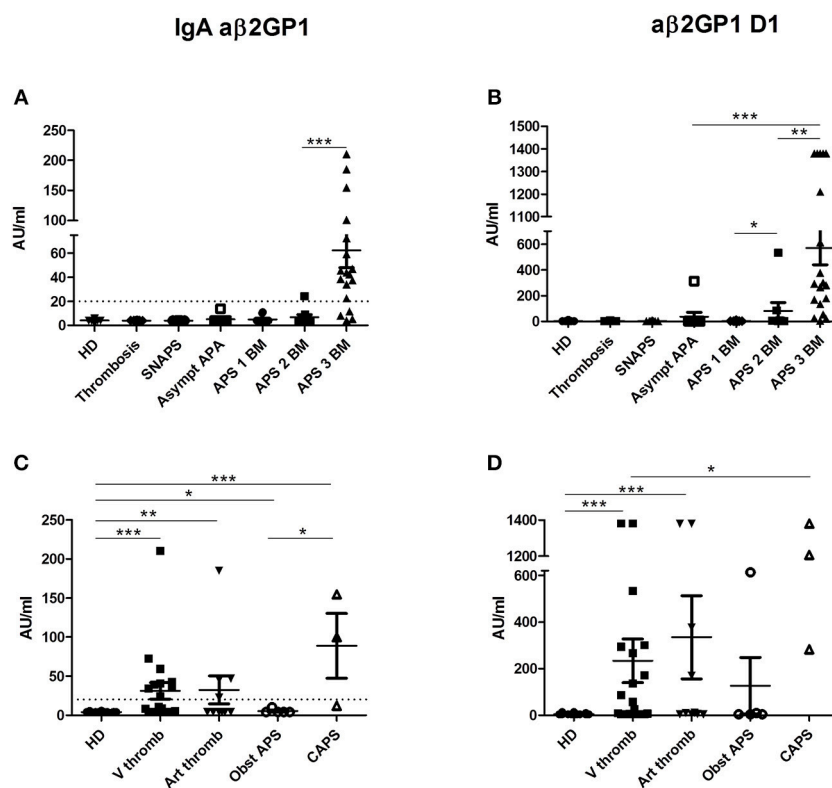 IgA aβ2GP1
aβ2GP1 D1
A
***
AU/ml
250
200
150
100
60
40
20
0
HD
Thrombosis
SNAPS
Asympt APA
APS 1 BM
APS 2 BM
APS 3 BM
B
***
**
*
AU/ml
1500
1400
1300
1200
1100
600
400
200
0
HD
Thrombosis
SNAPS
Asympt APA
APS 1 BM
APS 2 BM
APS 3 BM
C
***
*
**
*
***
AU/ml
250
200
150
100
50
0
HD
V thromb
Art thromb
Obst APS
CAPS
D
*
***
***
AU/ml
1400
1200
600
400
200
0
HD
V thromb
Art thromb
Obst APS
CAPS